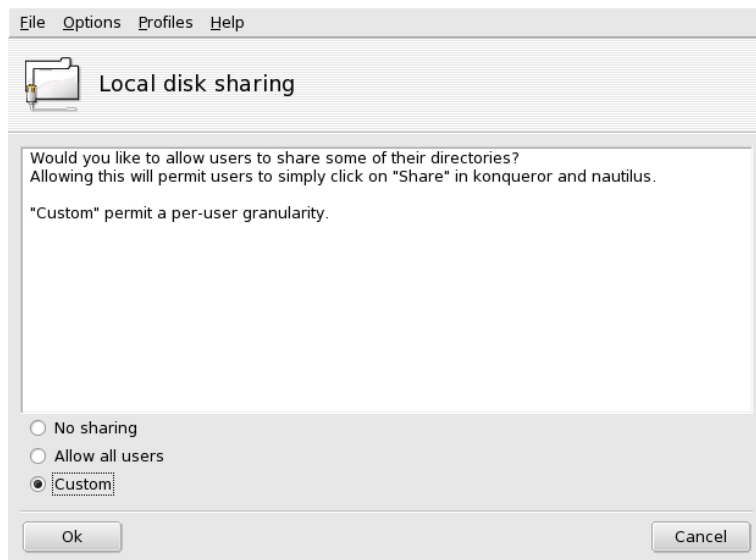 File Options Profiles Help
Local disk sharing
Would you like to allow users to share some of their directories?
Allowing this will permit users to simply click on "Share" in konqueror and nautilus.
"Custom" permit a per-user granularity.
No sharing
Allow all users
Custom
Ok Cancel